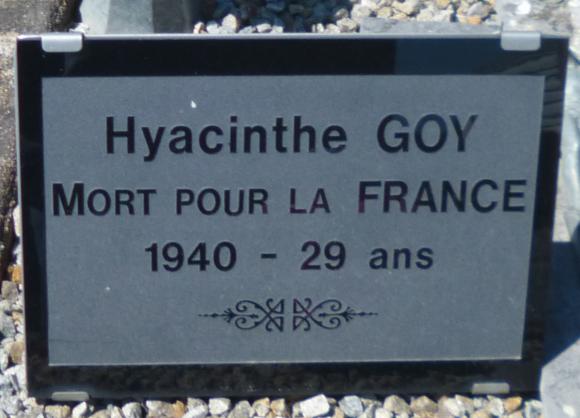 Hyacinthe GOY
MORT POUR LA FRANCE
1940 - 29 ans